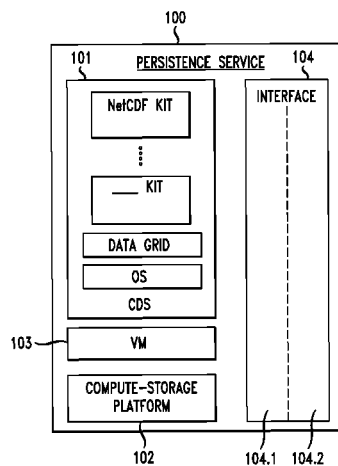 100
101
PERSISTENCE SERVICE
104
NetCDF KIT
___ KIT
DATA GRID
OS
CDS
INTERFACE
103
VM
COMPUTE-STORAGE
PLATFORM
102
104.1
104.2